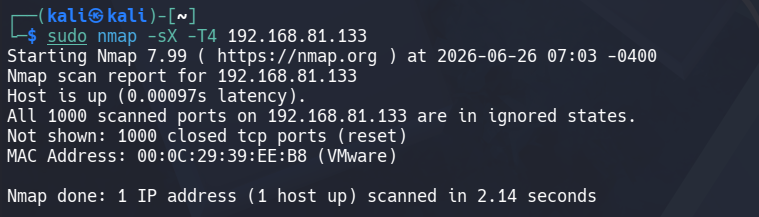 ┌──(kali㉿kali)-[~]
└─$ sudo nmap -sX -T4 192.168.81.133
Starting Nmap 7.99 ( https://nmap.org ) at 2026-06-26 07:03 -0400
Nmap scan report for 192.168.81.133
Host is up (0.00097s latency).
All 1000 scanned ports on 192.168.81.133 are in ignored states.
Not shown: 1000 closed tcp ports (reset)
MAC Address: 00:0C:29:39:EE:B8 (VMware)

Nmap done: 1 IP address (1 host up) scanned in 2.14 seconds